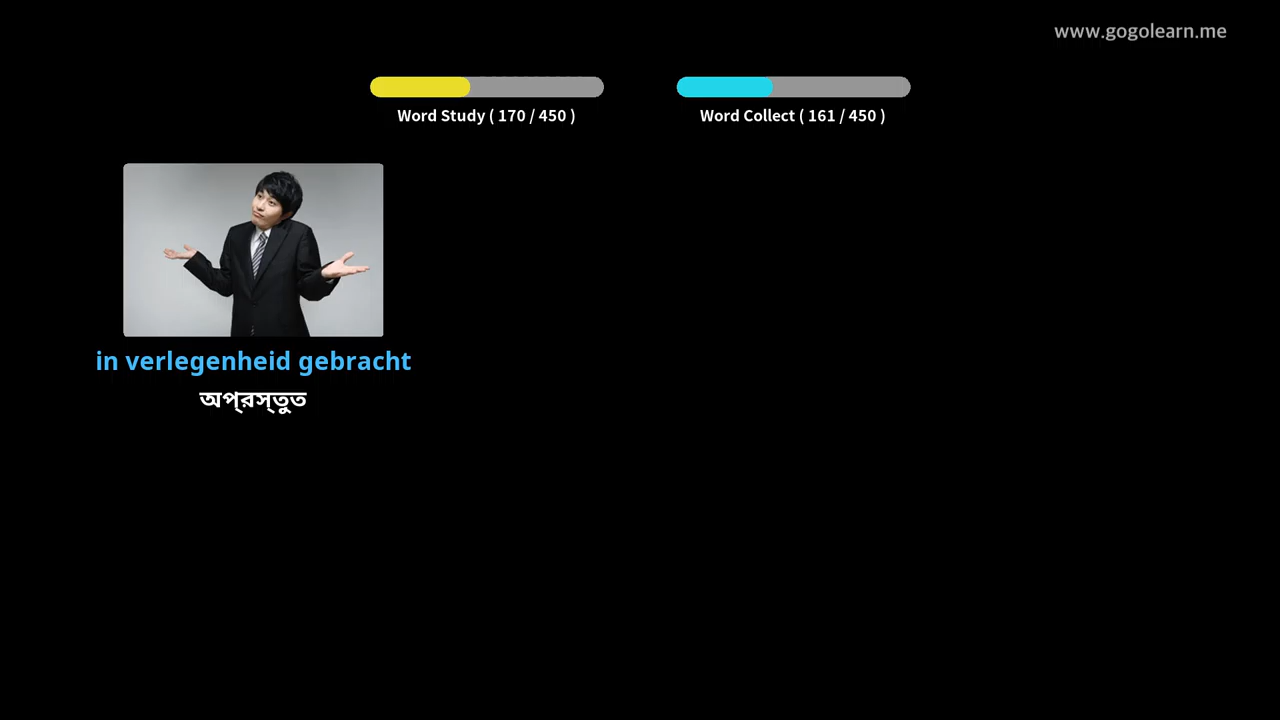 www.gogolearn.me
Word Study ( 170 / 450 )
Word Collect ( 161 / 450 )
in verlegenheid gebracht
অপ্রস্তুত